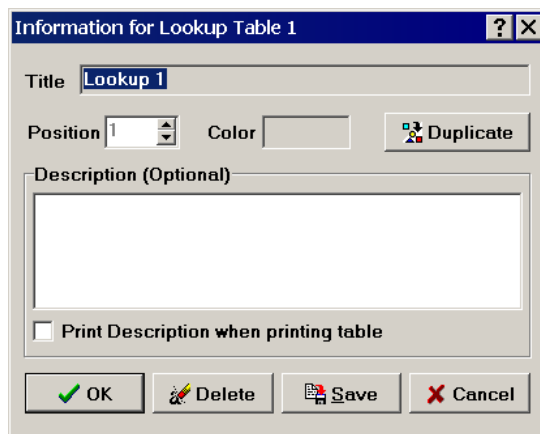 Information for Lookup Table 1 ?
Title Lookup 1
Position 1 Color Duplicate
Description (Optional)
Print Description when printing table
OK Delete Save Cancel